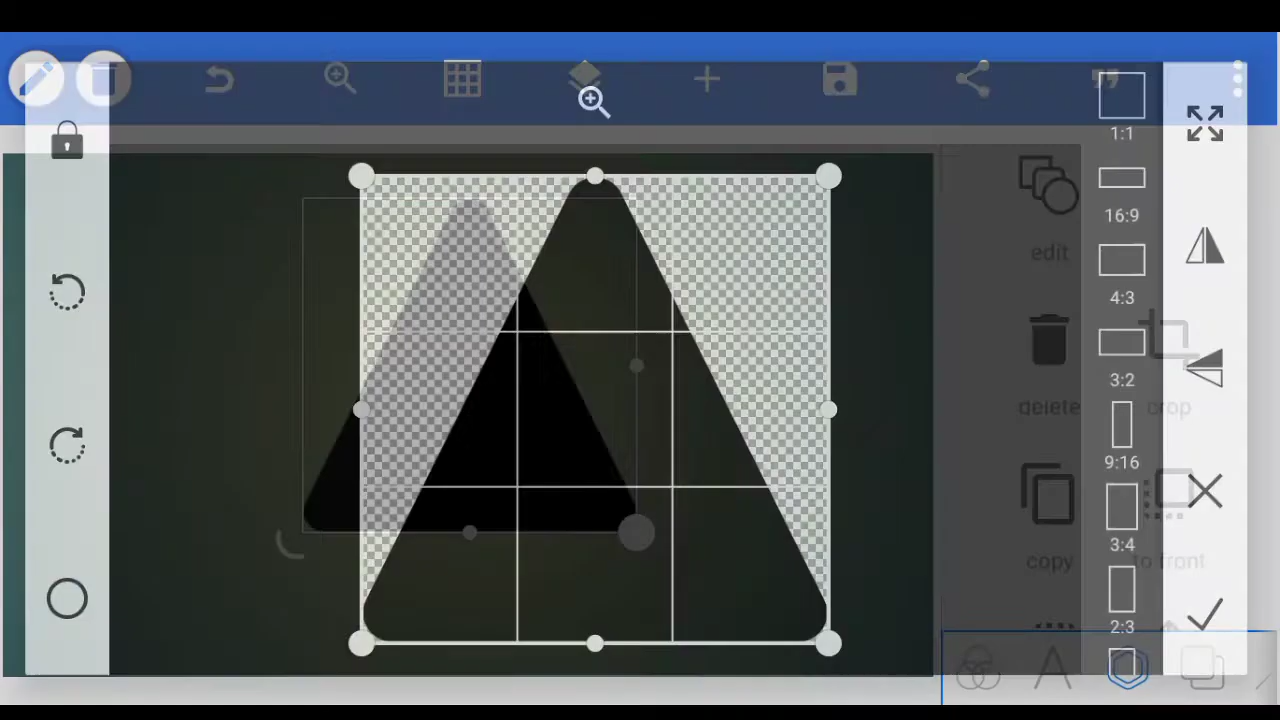 1:1
16:9
edit
4:3
3:2
delete
crop
9:16
3:4
copy
to front
2:3